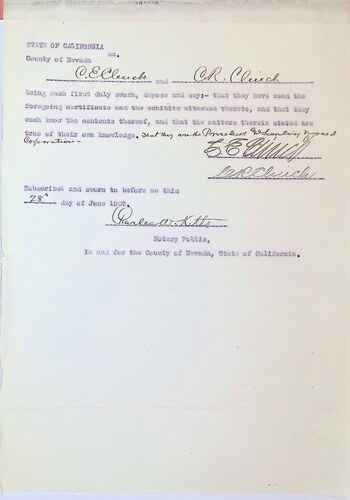 STATE OF CALIFORNIA
ss.
County of Nevada
C.E. Clinch and C.R. Clinch
being each first duly sworn, depose and say:- that they have read the
foregoing certificate and the exhibits attached thereto, and that they
each know the contents thereof, and that the matters therein stated are
true of their own knowledge. that they are the President & Secretary of said
Corporation-
C E Clinch
C R Clinch
Subscribed and sworn to before me this
28" day of June 1907.
Charles W. Kitts
Notary Public,
In and for the County of Nevada, State of California.